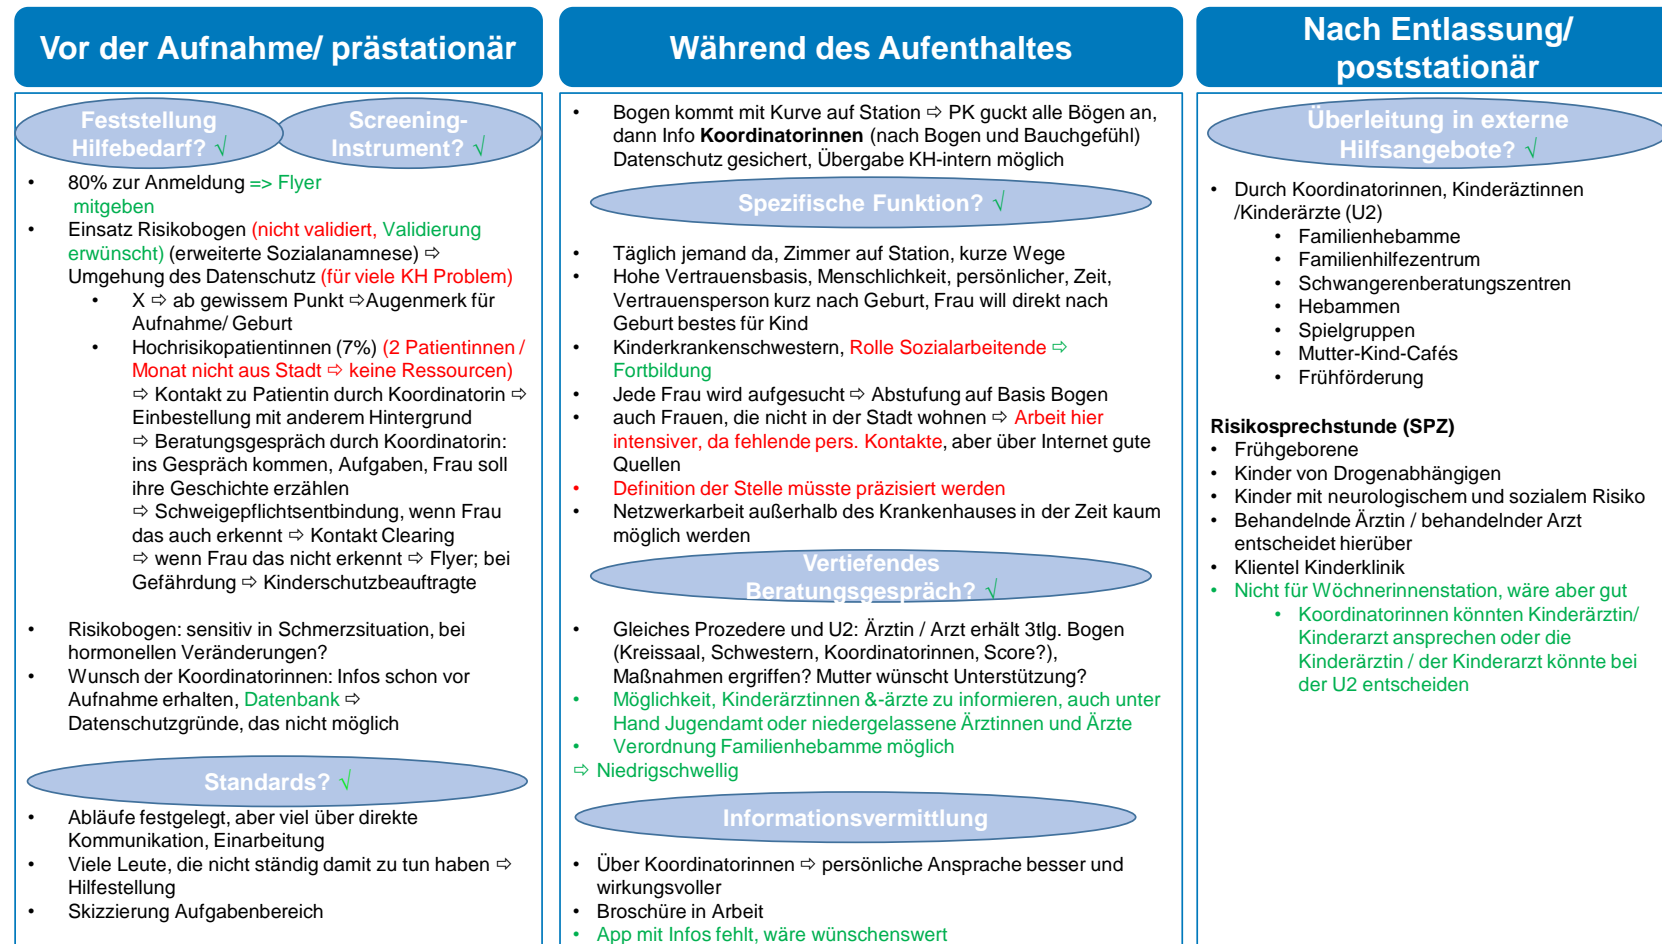 Vor der Aufnahme/ prästationär
Feststellung
Hilfebedarf? √
Screening-
Instrument? √
• 80% zur Anmeldung => Flyer
mitgeben
• Einsatz Risikobogen (nicht validiert, Validierung
erwünscht) (erweiterte Sozialanamnese) ⇨
Umgehung des Datenschutz (für viele KH Problem)
• X ⇨ ab gewissem Punkt ⇨Augenmerk für
Aufnahme/ Geburt
• Hochrisikopatientinnen (7%) (2 Patientinnen /
Monat nicht aus Stadt ⇨ keine Ressourcen)
⇨ Kontakt zu Patientin durch Koordinatorin ⇨
Einbestellung mit anderem Hintergrund
⇨ Beratungsgespräch durch Koordinatorin:
ins Gespräch kommen, Aufgaben, Frau soll
ihre Geschichte erzählen
⇨ Schweigepflichtsentbindung, wenn Frau
das auch erkennt ⇨ Kontakt Clearing
⇨ wenn Frau das nicht erkennt ⇨ Flyer; bei
Gefährdung ⇨ Kinderschutzbeauftragte
• Risikobogen: sensitiv in Schmerzsituation, bei
hormonellen Veränderungen?
• Wunsch der Koordinatorinnen: Infos schon vor
Aufnahme erhalten, Datenbank ⇨
Datenschutzgründe, das nicht möglich
Standards? √
• Abläufe festgelegt, aber viel über direkte
Kommunikation, Einarbeitung
• Viele Leute, die nicht ständig damit zu tun haben ⇨
Hilfestellung
• Skizzierung Aufgabenbereich
Während des Aufenthaltes
• Bogen kommt mit Kurve auf Station ⇨ PK guckt alle Bögen an,
dann Info Koordinatorinnen (nach Bogen und Bauchgefühl)
Datenschutz gesichert, Übergabe KH-intern möglich
Spezifische Funktion? √
• Täglich jemand da, Zimmer auf Station, kurze Wege
• Hohe Vertrauensbasis, Menschlichkeit, persönlicher, Zeit,
Vertrauensperson kurz nach Geburt, Frau will direkt nach
Geburt bestes für Kind
• Kinderkrankenschwestern, Rolle Sozialarbeitende ⇨
Fortbildung
• Jede Frau wird aufgesucht ⇨ Abstufung auf Basis Bogen
• auch Frauen, die nicht in der Stadt wohnen ⇨ Arbeit hier
intensiver, da fehlende pers. Kontakte, aber über Internet gute
Quellen
• Definition der Stelle müsste präzisiert werden
• Netzwerkarbeit außerhalb des Krankenhauses in der Zeit kaum
möglich werden
Vertiefendes
Beratungsgespräch? √
• Gleiches Prozedere und U2: Ärztin / Arzt erhält 3tlg. Bogen
(Kreissaal, Schwestern, Koordinatorinnen, Score?),
Maßnahmen ergriffen? Mutter wünscht Unterstützung?
• Möglichkeit, Kinderärztinnen &-ärzte zu informieren, auch unter
Hand Jugendamt oder niedergelassene Ärztinnen und Ärzte
• Verordnung Familienhebamme möglich
⇨ Niedrigschwellig
Informationsvermittlung
• Über Koordinatorinnen ⇨ persönliche Ansprache besser und
wirkungsvoller
• Broschüre in Arbeit
• App mit Infos fehlt, wäre wünschenswert
Nach Entlassung/
poststationär
Überleitung in externe
Hilfsangebote? √
• Durch Koordinatorinnen, Kinderäztinnen
/Kinderärzte (U2)
• Familienhebamme
• Familienhilfezentrum
• Schwangerenberatungszentren
• Hebammen
• Spielgruppen
• Mutter-Kind-Cafés
• Frühförderung
Risikosprechstunde (SPZ)
• Frühgeborene
• Kinder von Drogenabhängigen
• Kinder mit neurologischem und sozialem Risiko
• Behandelnde Ärztin / behandelnder Arzt
entscheidet hierüber
• Klientel Kinderklinik
• Nicht für Wöchnerinnenstation, wäre aber gut
• Koordinatorinnen könnten Kinderärztin/
Kinderarzt ansprechen oder die
Kinderärztin / der Kinderarzt könnte bei
der U2 entscheiden